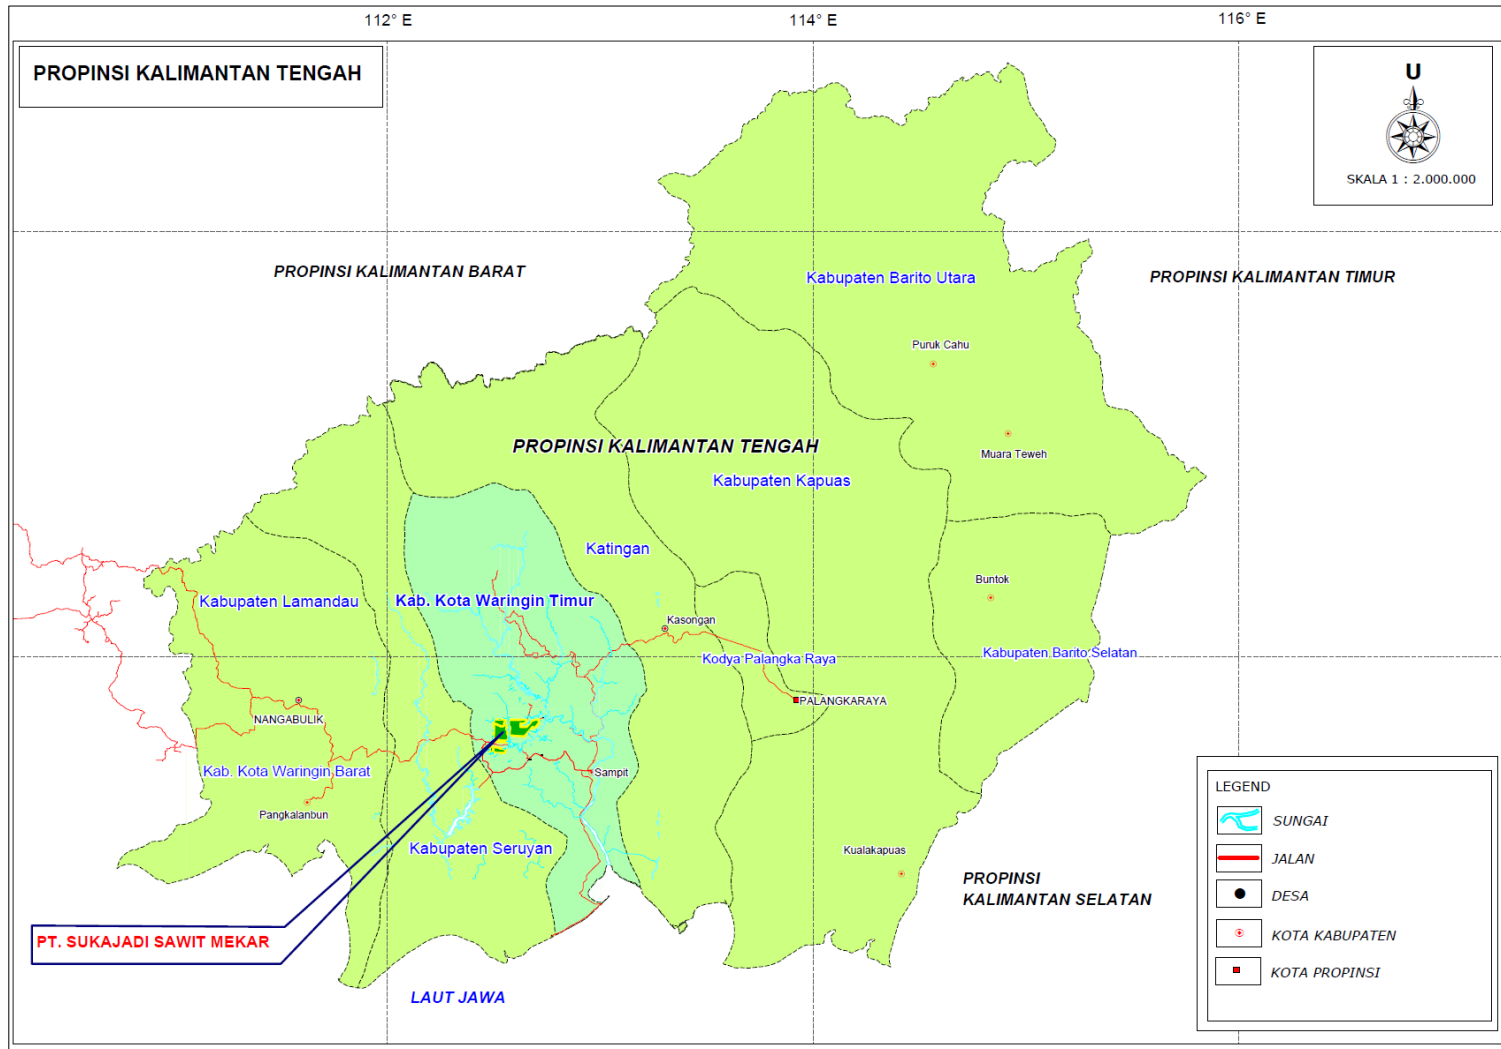 112° E
114° E
116° E
PROPINSI KALIMANTAN TENGAH
U
SKALA 1 : 2.000.000
PROPINSI KALIMANTAN BARAT
Kabupaten Barito Utara
PROPINSI KALIMANTAN TIMUR
Puruk Cahu
PROPINSI KALIMANTAN TENGAH
Muara Teweh
Kabupaten Kapuas
Katingan
Buntok
Kabupaten Lamandau
Kab. Kota Waringin Timur
Kasongan
Kodya Palangka Raya
Kabupaten Barito Selatan
PALANGKARAYA
NANGABULIK
Kab. Kota Waringin Barat
Sampit
Pangkalanbun
Kabupaten Seruyan
Kualakapuas
PROPINSI
KALIMANTAN SELATAN
PT. SUKAJADI SAWIT MEKAR
LAUT JAWA
LEGEND
SUNGAI
JALAN
DESA
KOTA KABUPATEN
KOTA PROPINSI